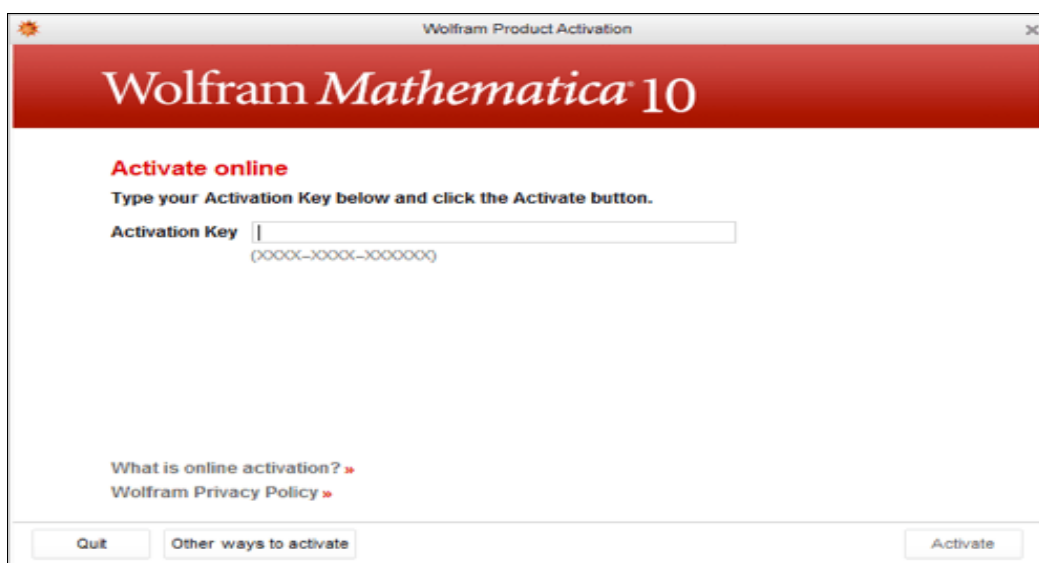 Wolfram Product Activation
Wolfram Mathematica® 10
Activate online
Type your Activation Key below and click the Activate button.
Activation Key
(XXXX-XXXX-XXXXXX)
What is online activation? »
Wolfram Privacy Policy »
Quit Other ways to activate Activate